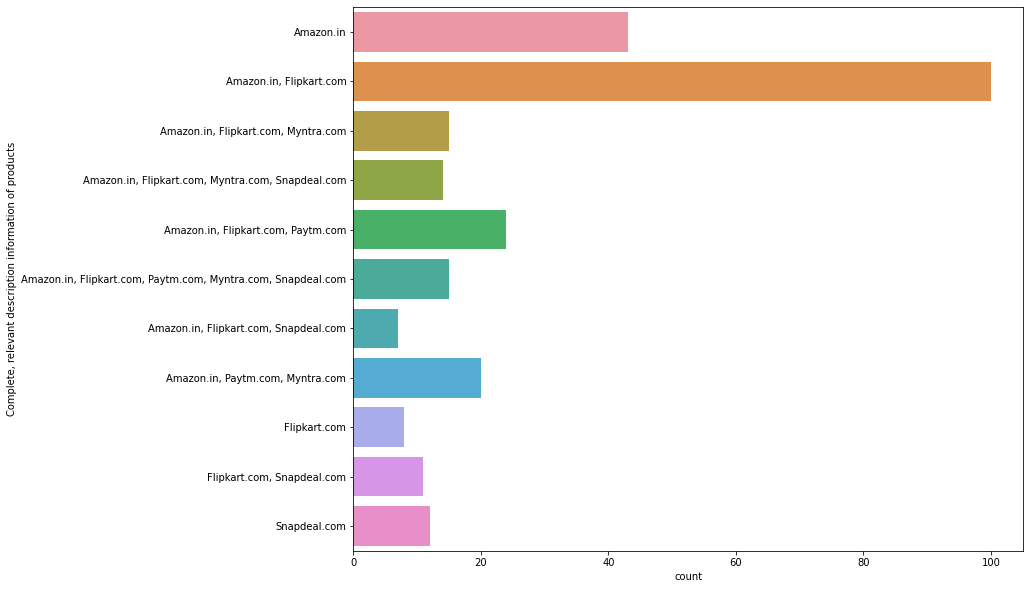 Complete, relevant description information of products
Amazon.in
Amazon.in, Flipkart.com
Amazon.in, Flipkart.com, Myntra.com
Amazon.in, Flipkart.com, Myntra.com, Snapdeal.com
Amazon.in, Flipkart.com, Paytm.com
Amazon.in, Flipkart.com, Paytm.com, Myntra.com, Snapdeal.com
Amazon.in, Flipkart.com, Snapdeal.com
Amazon.in, Paytm.com, Myntra.com
Flipkart.com
Flipkart.com, Snapdeal.com
Snapdeal.com
0 20 40 60 80 100
count